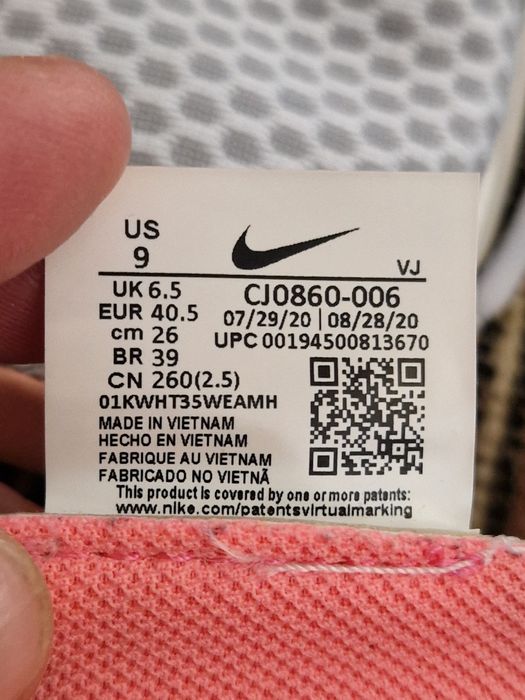 US
9
VJ
UK 6.5
EUR 40.5
cm 26
BR 39
CN 260(2.5)
CJ0860-006
07/29/20 | 08/28/20
UPC 00194500813670
01KWHT35WEAMH
MADE IN VIETNAM
HECHO EN VIETNAM
FABRIQUE AU VIETNAM
FABRICADO NO VIETNÃ
This product is covered by one or more patents:
www.nike.com/patentsvirtualmarking